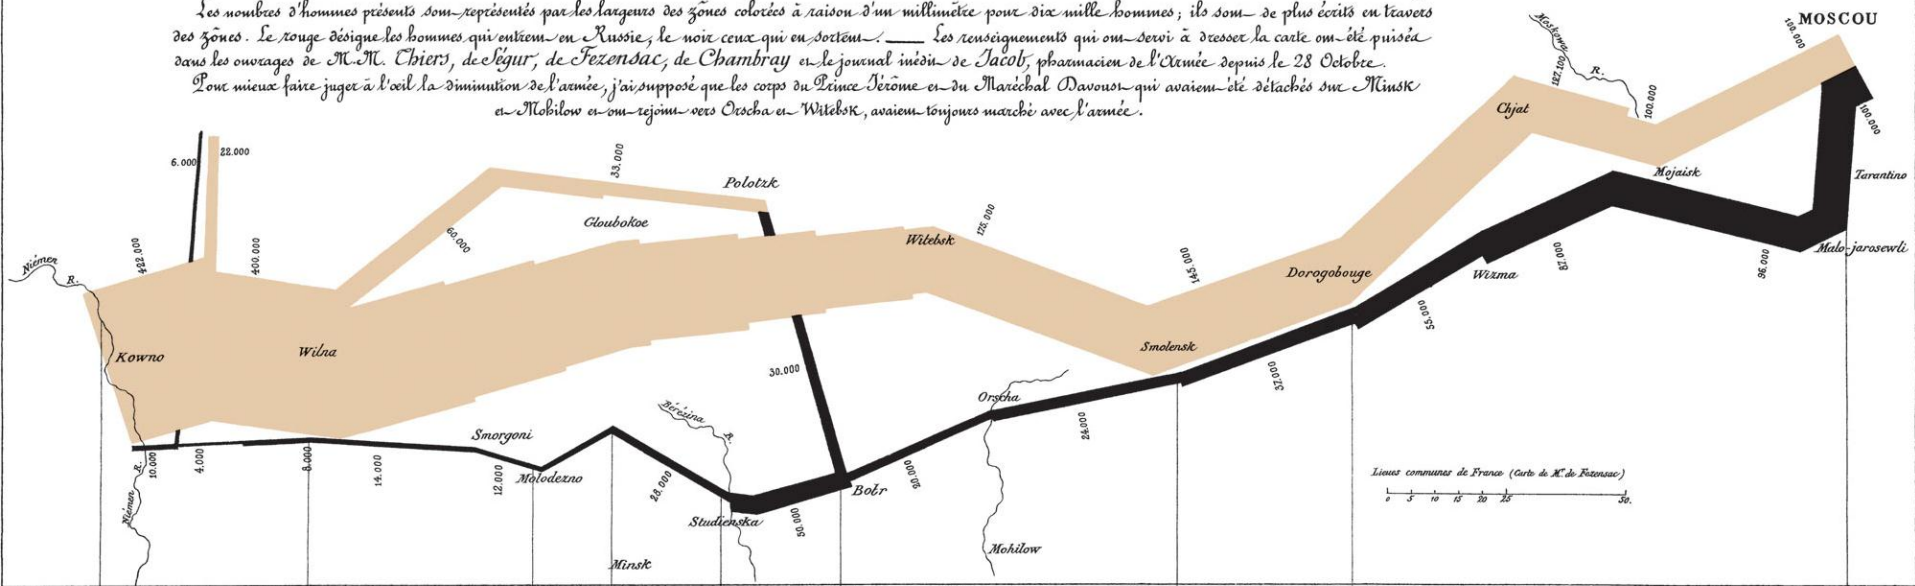 Les nombres d'hommes présents sont représentés par les largeurs des zônes colorées à raison d'un millimètre pour dix mille hommes; ils sont de plus écrits en travers
des zônes. Le rouge désigne les hommes qui entrent en Russie, le noir ceux qui en sortent. — Les renseignements qui ont servi à dresser la carte ont été puisés
dans les ouvrages de M.M. Thiers, de Ségur, de Fezensac, de Chambray et le journal inédit de Jacob, pharmacien de l'Armée depuis le 28 Octobre.
Pour mieux faire juger à l'œil la diminution de l'armée, j'ai supposé que les corps du Prince Jérôme et du Maréchal Davoust qui avaient été détachés sur Minsk
et Mohilow et ont rejoint vers Orscha et Witebsk, avaient toujours marché avec l'armée.
MOSCOU
100.000
Moskowa
R.
127.100
100.000
Chjat
100.000
Mojaisk
Tarantino
Malo-jarosewli
6.000
22.000
33.000
Polotzk
Gloubokoe
60.000
422.000
400.000
Witebsk
175.000
145.000
Dorogobouge
Wizma
87.000
96.000
55.000
Niémen
R.
Kowno
Wilna
Smolensk
37.000
30.000
Orscha
24.000
Bérézina
R.
Smorgoni
Molodezno
10.000
4.000
8.000
14.000
12.000
28.000
Studienska
50.000
Bobr
20.000
Niémen
R.
Minsk
Mohilow
Lieues communes de France (Carte de M. de Fezensac)
0 5 10 15 20 25 50.